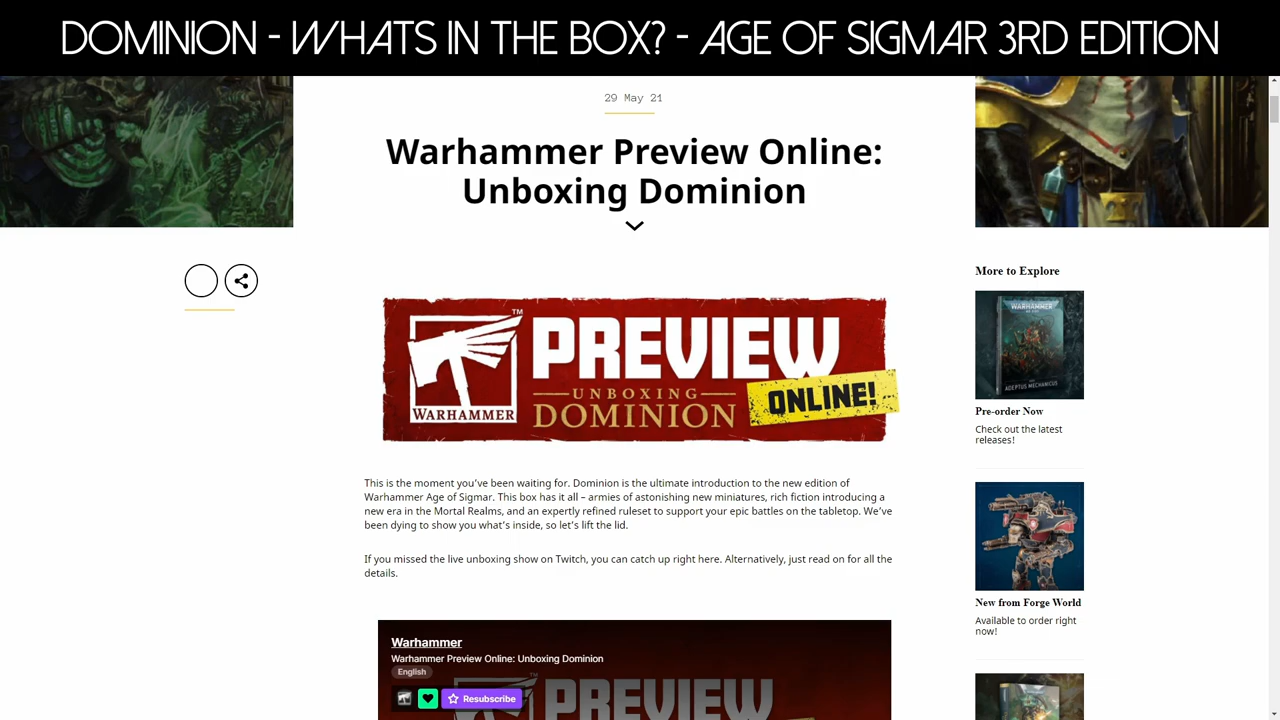 DOMINION - WHATS IN THE BOX? - AGE OF SIGMAR 3RD EDITION
29 May 21
Warhammer Preview Online:
Unboxing Dominion
WARHAMMER
TM
PREVIEW
UNBOXING
DOMINION
ONLINE!
This is the moment you've been waiting for. Dominion is the ultimate introduction to the new edition of
Warhammer Age of Sigmar. This box has it all – armies of astonishing new miniatures, rich fiction introducing a
new era in the Mortal Realms, and an expertly refined ruleset to support your epic battles on the tabletop. We've
been dying to show you what's inside, so let's lift the lid.
If you missed the live unboxing show on Twitch, you can catch up right here. Alternatively, just read on for all the
details.
Warhammer
Warhammer Preview Online: Unboxing Dominion
English
Resubscribe
TM
PREVIEW
More to Explore
WARHAMMER
ADEPTUS MECHANICUS
Pre-order Now
Check out the latest
releases!
New from Forge World
Available to order right
now!